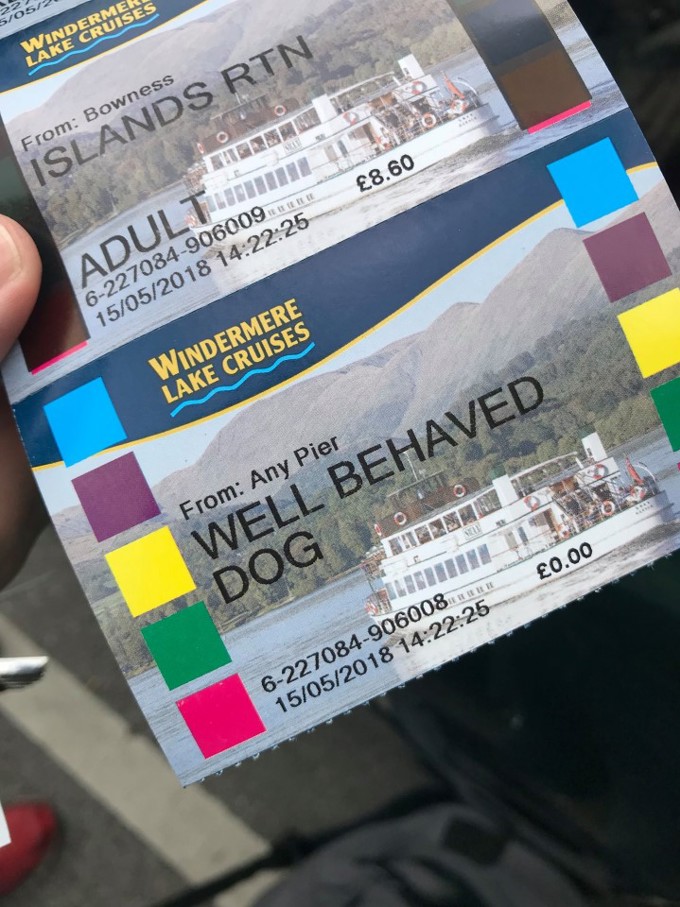 WINDERMERE
LAKE CRUISES
From: Bowness
ISLANDS RTN
£8.60
ADULT
6-227084-906009
15/05/2018 14:22:25
WINDERMERE
LAKE CRUISES
From: Any Pier
WELL BEHAVED
DOG
£0.00
6-227084-906008
15/05/2018 14:22:25